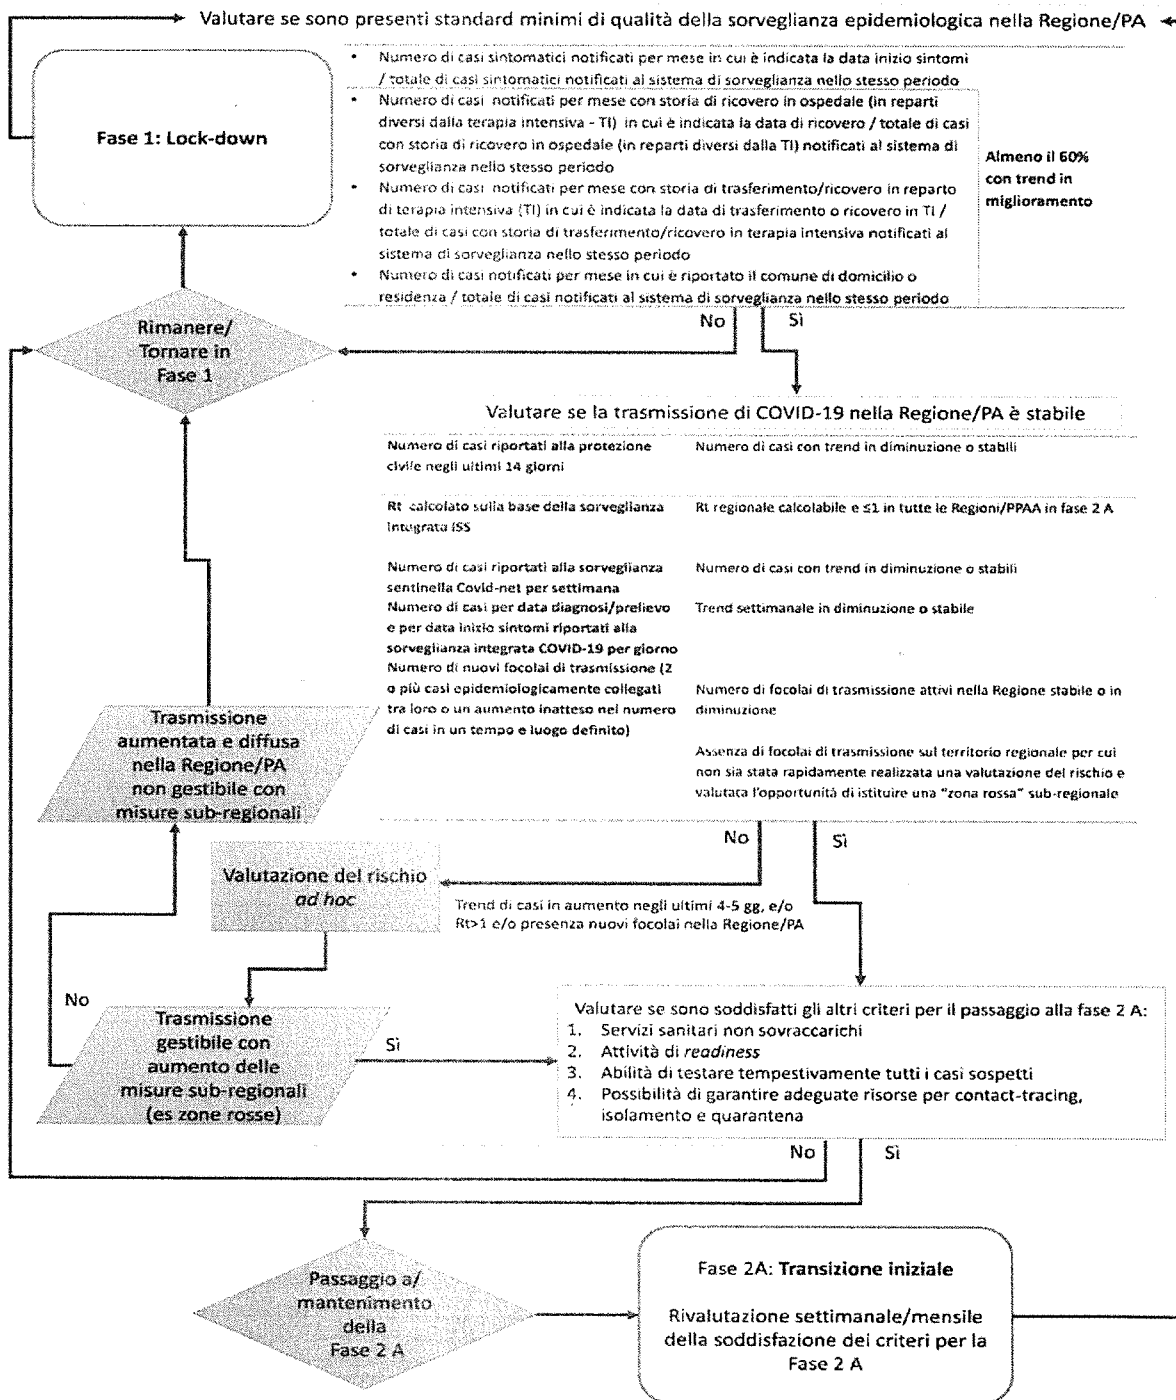 Valutare se sono presenti standard minimi di qualità della sorveglianza epidemiologica nella Regione/PA
Fase 1: Lock-down
• Numero di casi sintomatici notificati per mese in cui è indicata la data inizio sintomi
/ totale di casi sintomatici notificati al sistema di sorveglianza nello stesso periodo
• Numero di casi notificati per mese con storia di ricovero in ospedale (in reparti
diversi dalla terapia intensiva - TI) in cui è indicata la data di ricovero / totale di casi
con storia di ricovero in ospedale (in reparti diversi dalla TI) notificati al sistema di
sorveglianza nello stesso periodo
• Numero di casi notificati per mese con storia di trasferimento/ricovero in reparto
di terapia intensiva (TI) in cui è indicata la data di trasferimento o ricovero in TI /
totale di casi con storia di trasferimento/ricovero in terapia intensiva notificati al
sistema di sorveglianza nello stesso periodo
• Numero di casi notificati per mese in cui è riportato il comune di domicilio o
residenza / totale di casi notificati al sistema di sorveglianza nello stesso periodo
Almeno il 60%
con trend in
miglioramento
No
Sì
Rimanere/
Tornare in
Fase 1
Valutare se la trasmissione di COVID-19 nella Regione/PA è stabile
Numero di casi riportati alla protezione
civile negli ultimi 14 giorni
Numero di casi con trend in diminuzione o stabili
Rt calcolato sulla base della sorveglianza
integrata ISS
Rt regionale calcolabile e ≤1 in tutte le Regioni/PPAA in fase 2 A
Numero di casi riportati alla sorveglianza
sentinella Covid-net per settimana
Numero di casi con trend in diminuzione o stabili
Numero di casi per data diagnosi/prelievo
e per data inizio sintomi riportati alla
sorveglianza integrata COVID-19 per giorno
Trend settimanale in diminuzione o stabile
Numero di nuovi focolai di trasmissione (2
o più casi epidemiologicamente collegati
tra loro o un aumento inatteso nel numero
di casi in un tempo e luogo definito)
Numero di focolai di trasmissione attivi nella Regione stabile o in
diminuzione
Assenza di focolai di trasmissione sul territorio regionale per cui
non sia stata rapidamente realizzata una valutazione del rischio e
valutata l'opportunità di istituire una "zona rossa" sub-regionale
Trasmissione
aumentata e diffusa
nella Regione/PA
non gestibile con
misure sub-regionali
No
Sì
Valutazione del rischio
ad hoc
Trend di casi in aumento negli ultimi 4-5 gg, e/o
Rt>1 e/o presenza nuovi focolai nella Regione/PA
No
Trasmissione
gestibile con
aumento delle
misure sub-regionali
(es zone rosse)
Sì
Valutare se sono soddisfatti gli altri criteri per il passaggio alla fase 2 A:
1. Servizi sanitari non sovraccarichi
2. Attività di readiness
3. Abilità di testare tempestivamente tutti i casi sospetti
4. Possibilità di garantire adeguate risorse per contact-tracing,
isolamento e quarantena
No
Sì
Passaggio a/
mantenimento
della
Fase 2 A
Fase 2A: Transizione iniziale
Rivalutazione settimanale/mensile
della soddisfazione dei criteri per la
Fase 2 A